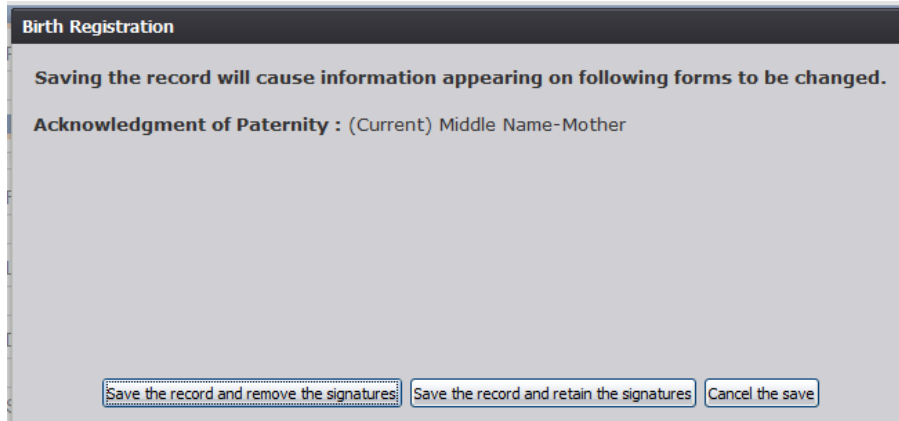 Birth Registration
Saving the record will cause information appearing on following forms to be changed.
Acknowledgment of Paternity : (Current) Middle Name-Mother
Save the record and remove the signatures Save the record and retain the signatures Cancel the save